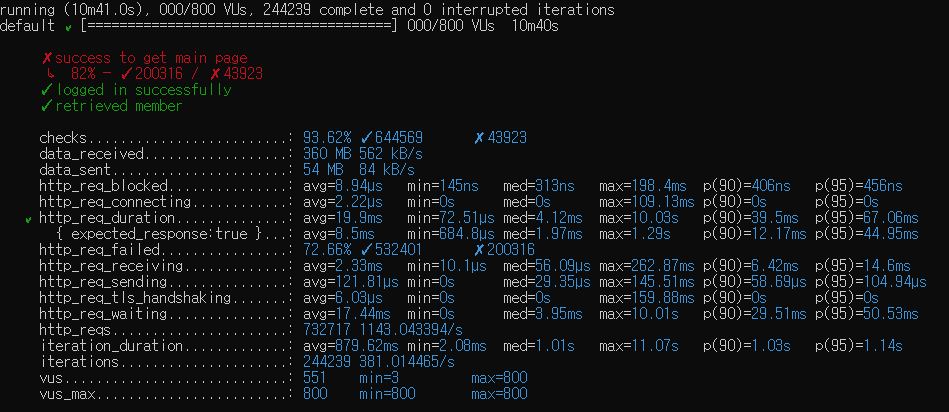 running (10m41.0s), 000/800 VUs, 244239 complete and 0 interrupted iterations
default ✔ [======================================] 000/800 VUs  10m40s
✗ success to get main page
↳  82% — ✓ 200316 / ✗ 43923
✓ logged in successfully
✓ retrieved member
checks.........................: 93.62% ✓ 644569 ✗ 43923
data_received..................: 360 MB 562 kB/s
data_sent......................: 54 MB  84 kB/s
http_req_blocked...............: avg=8.94µs min=145ns med=313ns max=198.4ms p(90)=406ns p(95)=456ns
http_req_connecting............: avg=2.22µs min=0s med=0s max=109.13ms p(90)=0s p(95)=0s
✔ http_req_duration..............: avg=19.9ms min=72.51µs med=4.12ms max=10.03s p(90)=39.5ms p(95)=67.06ms
{ expected_response:true }...: avg=8.5ms min=684.8µs med=1.97ms max=1.29s p(90)=12.17ms p(95)=44.95ms
http_req_failed................: 72.66% ✓ 532401 ✗ 200316
http_req_receiving.............: avg=2.33ms min=10.1µs med=56.09µs max=262.87ms p(90)=6.42ms p(95)=14.6ms
http_req_sending...............: avg=121.81µs min=0s med=29.35µs max=145.51ms p(90)=58.69µs p(95)=104.94µs
http_req_tls_handshaking.......: avg=6.03µs min=0s med=0s max=159.88ms p(90)=0s p(95)=0s
http_req_waiting...............: avg=17.44ms min=0s med=3.95ms max=10.01s p(90)=29.51ms p(95)=50.53ms
http_reqs......................: 732717 1143.043394/s
iteration_duration.............: avg=879.62ms min=2.08ms med=1.01s max=11.07s p(90)=1.03s p(95)=1.14s
iterations.....................: 244239 381.014465/s
vus............................: 551 min=3 max=800
vus_max........................: 800 min=800 max=800